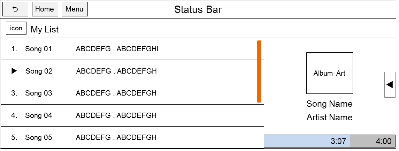 Home Menu Status Bar
icon My List
1. Song 01 ABCDEFG . ABCDEFGHI
Song 02 ABCDEFG . ABCDEFGH
3. Song 03 ABCDEFG . ABCDEFGH
4. Song 04 ABCDEFG . ABCDEFGH
5. Song 05 ABCDEFG . ABCDEFGH
Album Art
Song Name
Artist Name
3:07 4:00